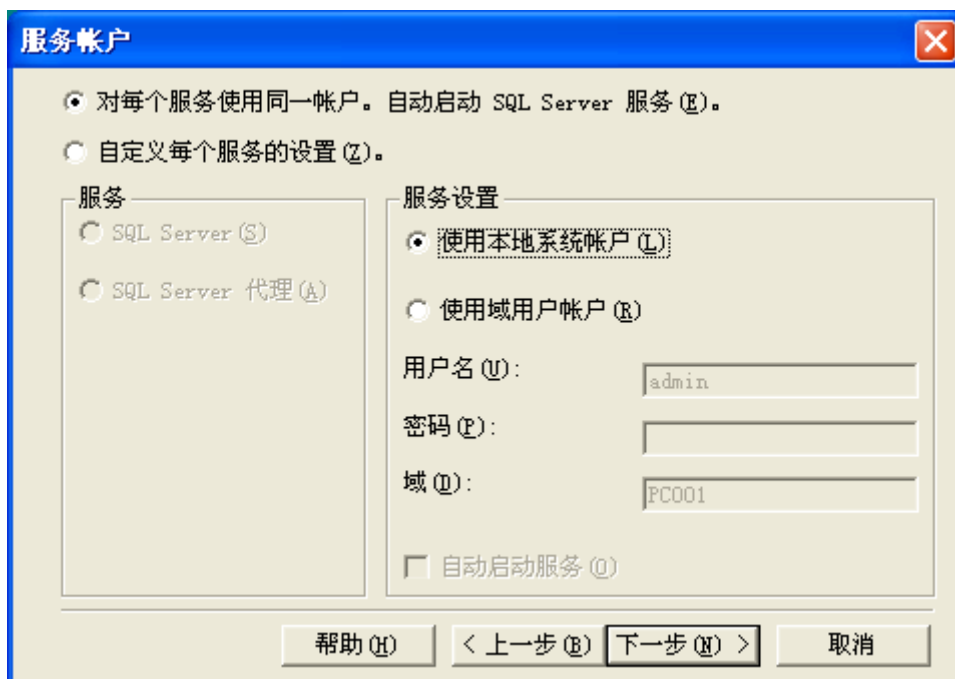 服务帐户
对每个服务使用同一帐户。自动启动 SQL Server 服务(E)。
自定义每个服务的设置(Z)。
服务
SQL Server(S)
SQL Server 代理(A)
服务设置
使用本地系统帐户(L)
使用域用户帐户(R)
用户名(U):
admin
密码(P):
域(D):
PC001
自动启动服务(O)
帮助(H)
< 上一步(B)
下一步(N) >
取消